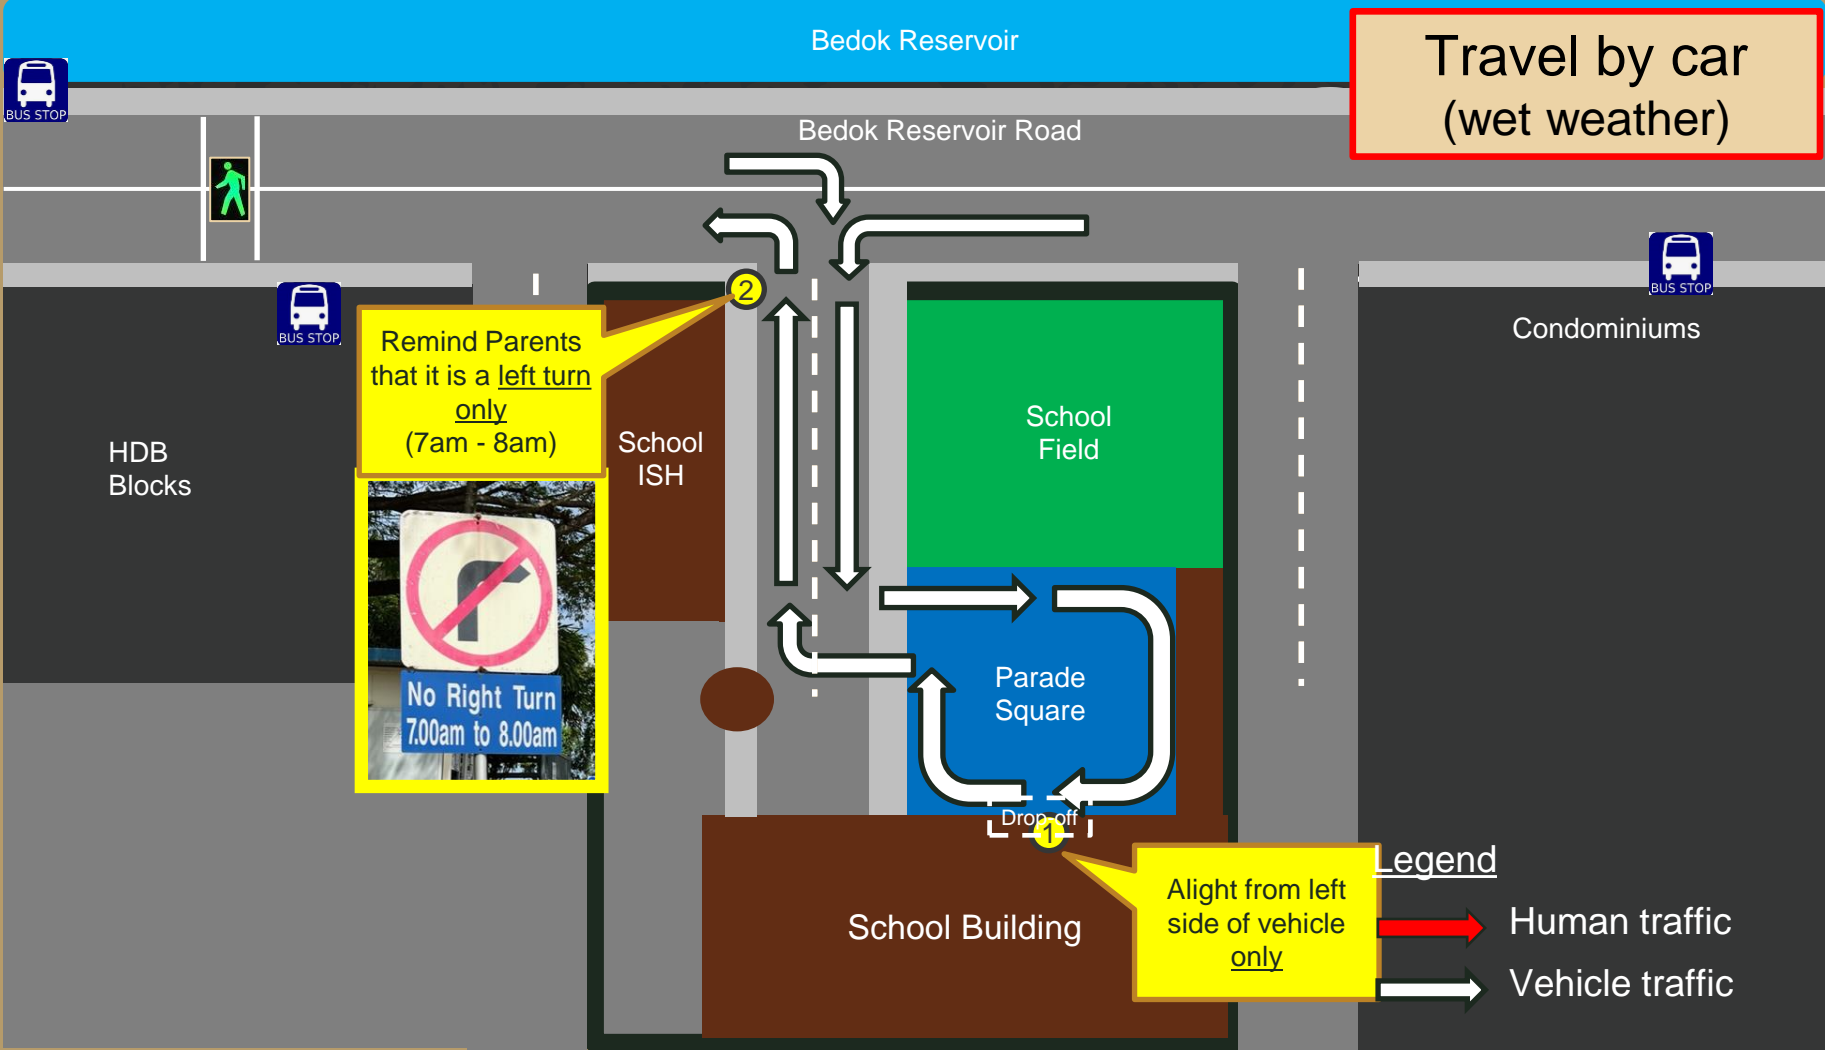 Bedok Reservoir
Travel by car
(wet weather)
BUS STOP
Bedok Reservoir Road
BUS STOP
BUS STOP
2
Condominiums
Remind Parents
that it is a left turn
only
(7am - 8am)
School
ISH
School
Field
HDB
Blocks
No Right Turn
7.00am to 8.00am
Parade
Square
Drop off
1
Alight from left
side of vehicle
only
School Building
Legend
Human traffic
Vehicle traffic